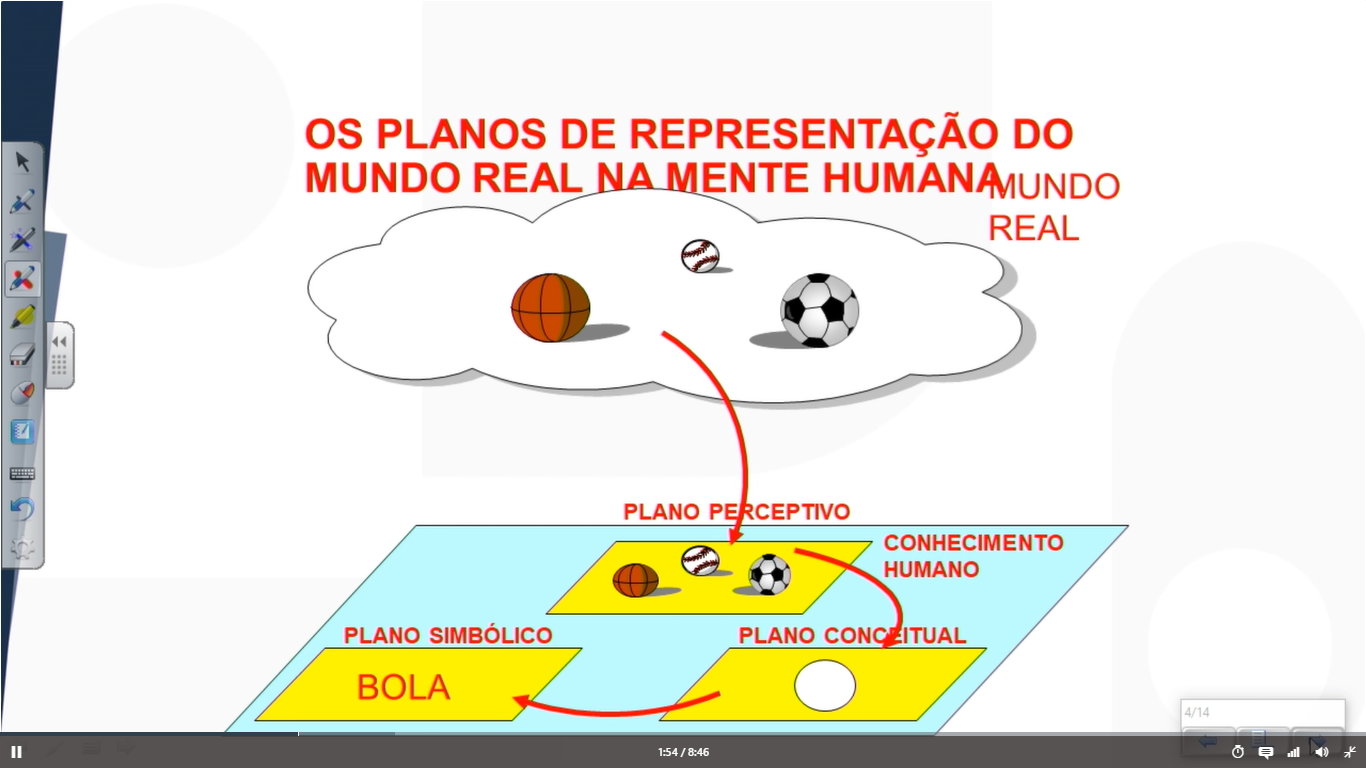 OS PLANOS DE REPRESENTAÇÃO DO
MUNDO REAL NA MENTE HUMANA
MUNDO
REAL
PLANO PERCEPTIVO
CONHECIMENTO
HUMANO
PLANO SIMBÓLICO
PLANO CONCEITUAL
BOLA
4/14
1:54 / 8:46